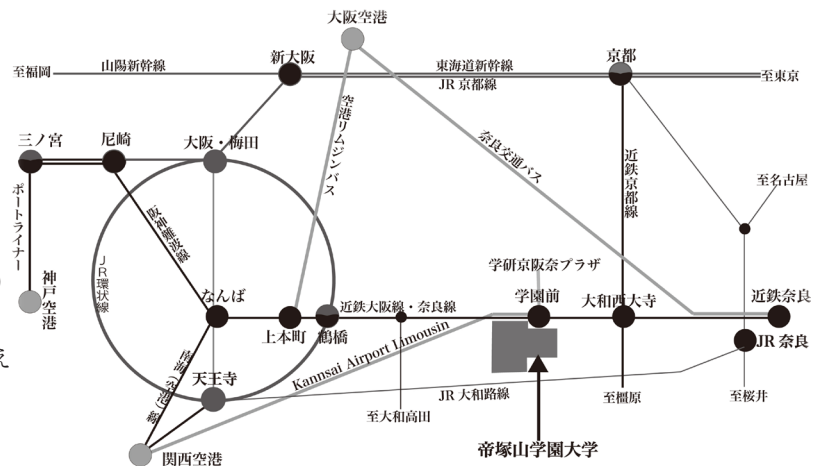 大阪空港
至福岡
山陽新幹線
新大阪
東海道新幹線
JR 京都線
京都
至東京
空港リムジンバス
奈良交通バス
近鉄京都線
至名古屋
三ノ宮
尼崎
大阪・梅田
ポートライナー
神戸空港
阪神難波線
JR環状線
なんば
上本町
鶴橋
近鉄大阪線・奈良線
学研京阪奈プラザ
学園前
大和西大寺
近鉄奈良
JR 奈良
南海(空港)線
天王寺
Kannsai Airport Limousin
至大和高田
JR 大和路線
至橿原
至桜井
関西空港
帝塚山学園大学